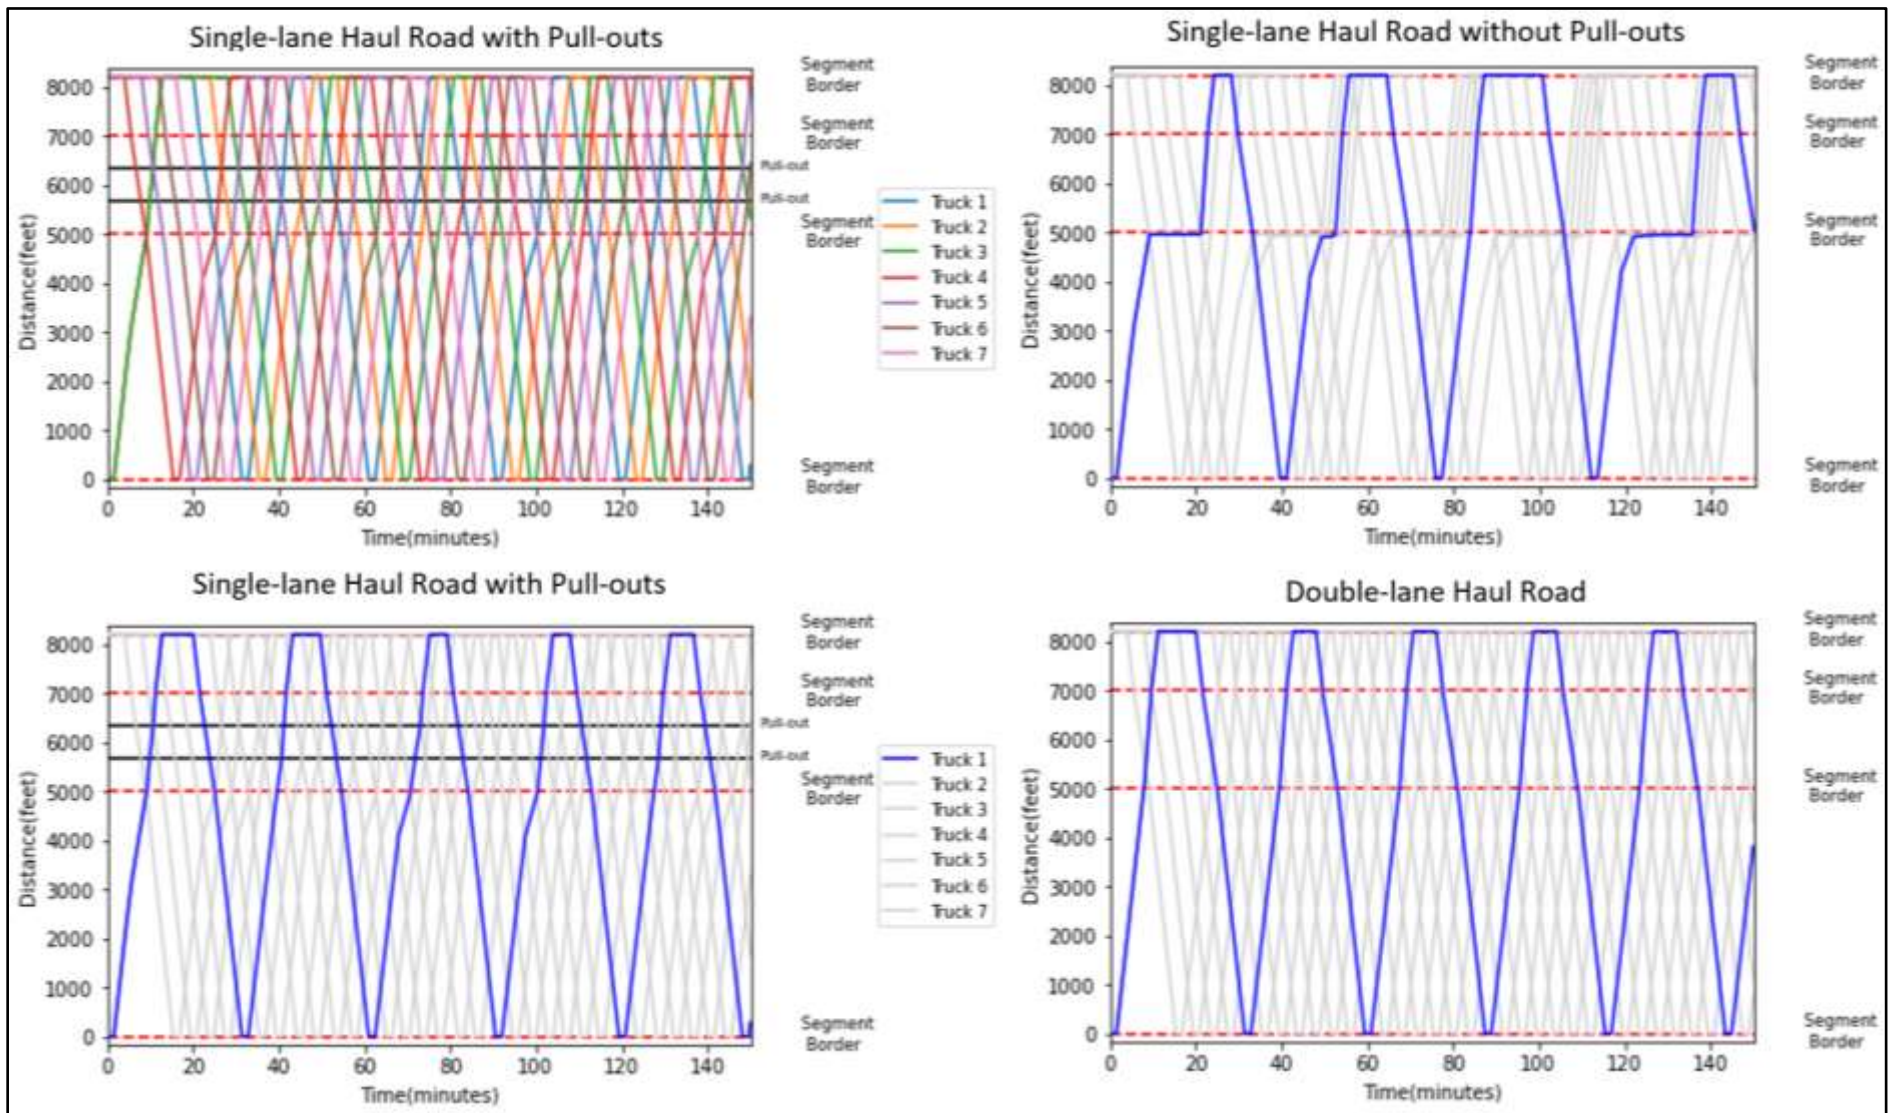 Single-lane Haul Road with Pull-outs
Distance(feet)
8000
7000
6000
5000
4000
3000
2000
1000
0
0 20 40 60 80 100 120 140
Time(minutes)
Segment
Border
Segment
Border
Pull-out
Pull-out
Segment
Border
Segment
Border
Truck 1
Truck 2
Truck 3
Truck 4
Truck 5
Truck 6
Truck 7
Single-lane Haul Road without Pull-outs
Distance(feet)
8000
7000
6000
5000
4000
3000
2000
1000
0
0 20 40 60 80 100 120 140
Time(minutes)
Segment
Border
Segment
Border
Segment
Border
Segment
Border
Single-lane Haul Road with Pull-outs
Distance(feet)
8000
7000
6000
5000
4000
3000
2000
1000
0
0 20 40 60 80 100 120 140
Time(minutes)
Segment
Border
Segment
Border
Pull-out
Pull-out
Segment
Border
Segment
Border
Truck 1
Truck 2
Truck 3
Truck 4
Truck 5
Truck 6
Truck 7
Double-lane Haul Road
Distance(feet)
8000
7000
6000
5000
4000
3000
2000
1000
0
0 20 40 60 80 100 120 140
Time(minutes)
Segment
Border
Segment
Border
Segment
Border
Segment
Border